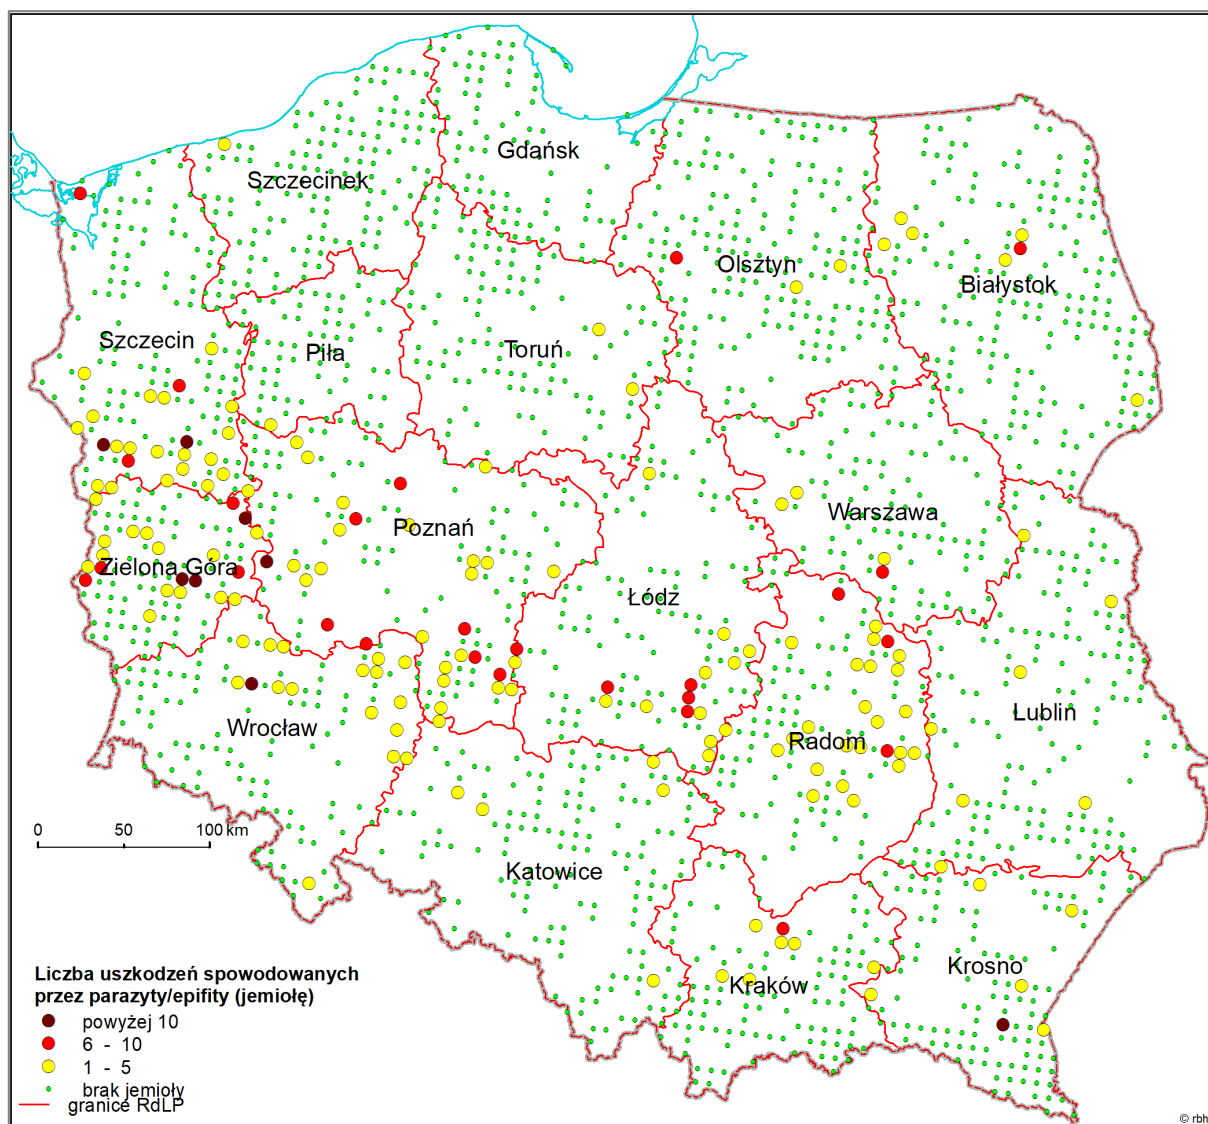 Gdańsk
Szczecinek
Olsztyn
Białystok
Szczecin
Piła
Toruń
Warszawa
Poznań
Zielona Góra
Łódz
Lublin
Wrocław
Radom
0 50 100 km
Katowice
Krosno
Kraków
Liczba uszkodzeń spowodowanych
przez parazyty/epifity (jemiołę)
powyżej 10
6 - 10
1 - 5
brak jemioły
granice RdLP
© rbh